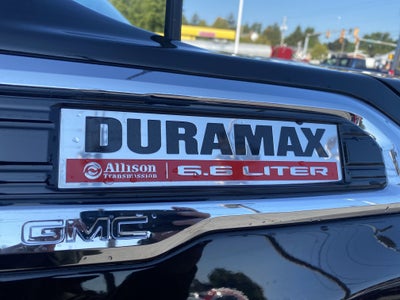 DURAMAX
Allison Transmission | 6.6 LITER
GMC